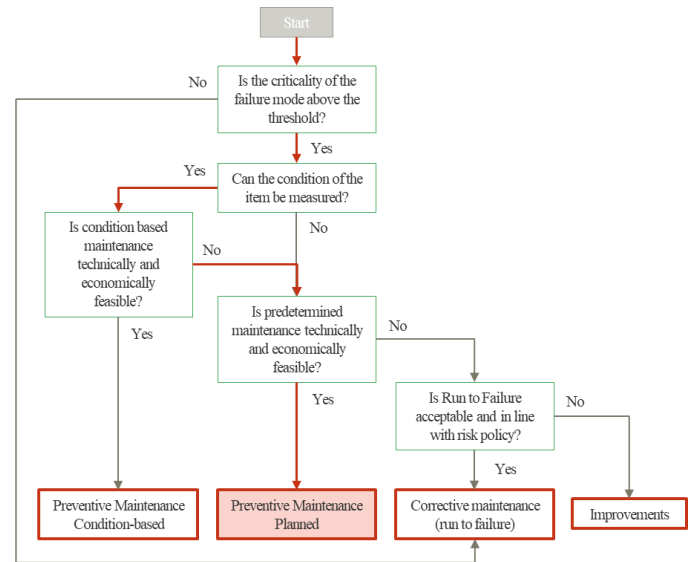 Start
No
Is the criticality of the
failure mode above the
threshold?
Yes
Yes
Can the condition of the
item be measured?
No
Is condition based
maintenance
technically and
economically
feasible?
No
Yes
Is predetermined
maintenance technically
and economically
feasible?
No
Yes
Is Run to Failure
acceptable and in line
with risk policy?
No
Yes
Preventive Maintenance
Condition-based
Preventive Maintenance
Planned
Corrective maintenance
(run to failure)
Improvements